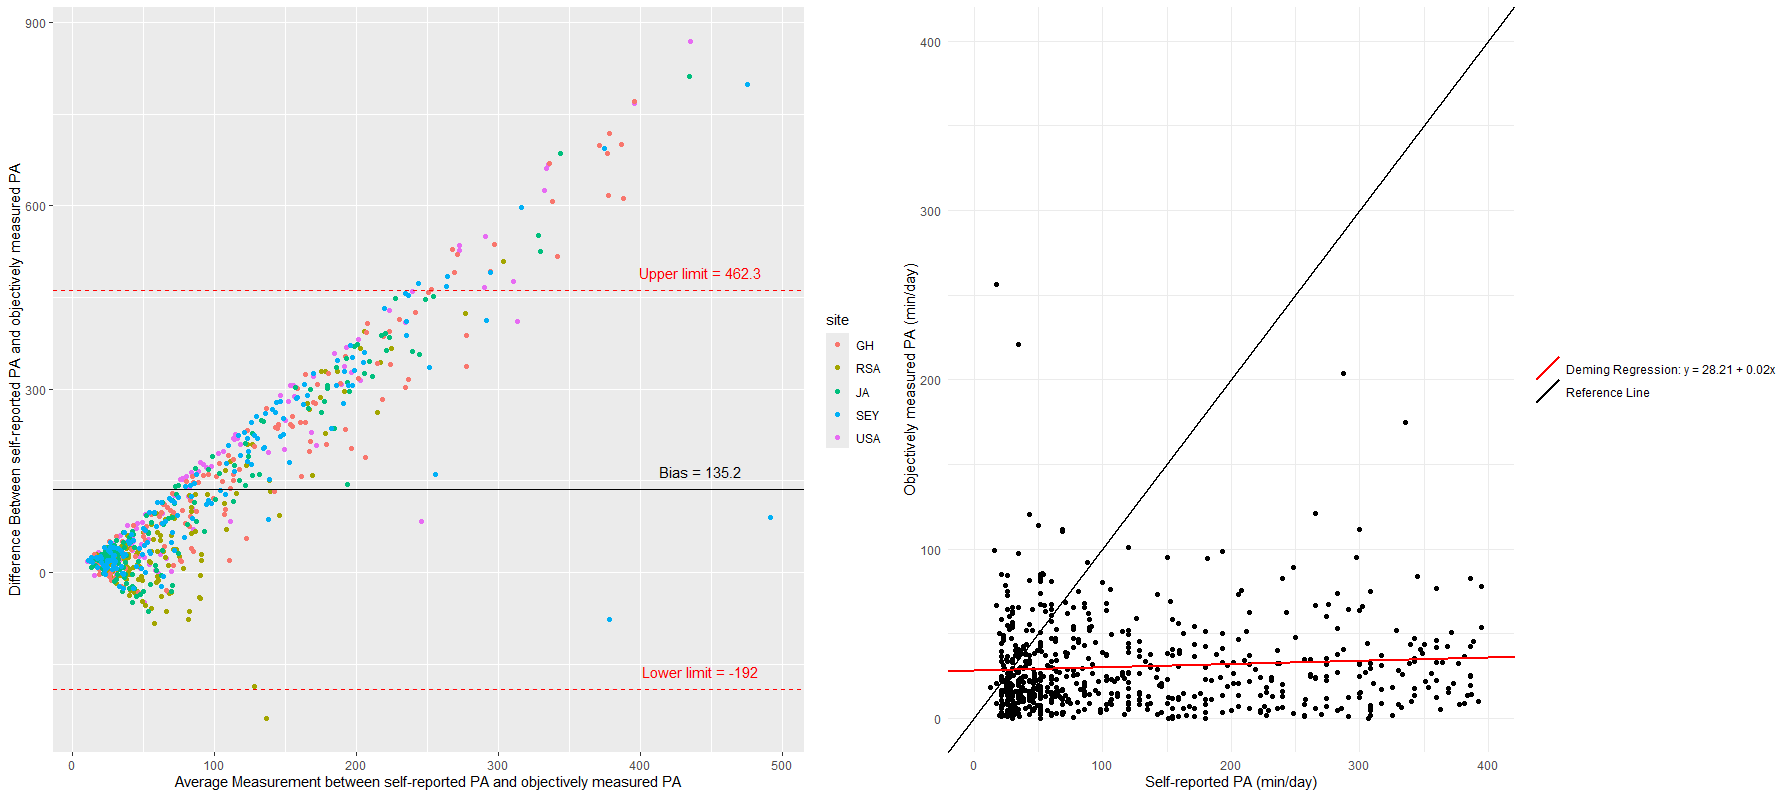 Difference Between self-reported PA and objectively measured PA
900
600
300
0
Upper limit = 462.3
Bias = 135.2
Lower limit = -192
0
100
200
300
400
500
Average Measurement between self-reported PA and objectively measured PA
site
GH
RSA
JA
SEY
USA
Objectively measured PA (min/day)
400
300
200
100
0
0
100
200
300
400
Self-reported PA (min/day)
Deming Regression: y = 28.21 + 0.02x
Reference Line